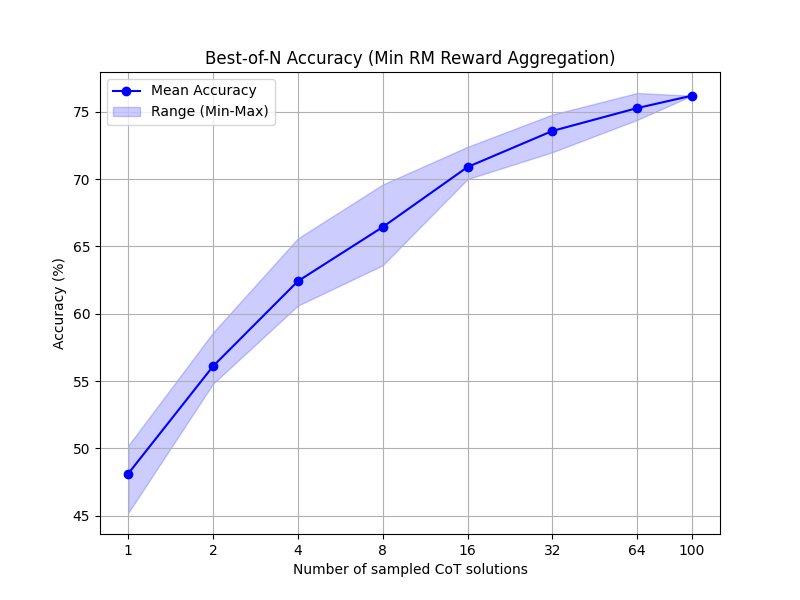 Best-of-N Accuracy (Min RM Reward Aggregation)
Mean Accuracy
Range (Min-Max)
Accuracy (%)
75
70
65
60
55
50
45
1 2 4 8 16 32 64 100
Number of sampled CoT solutions